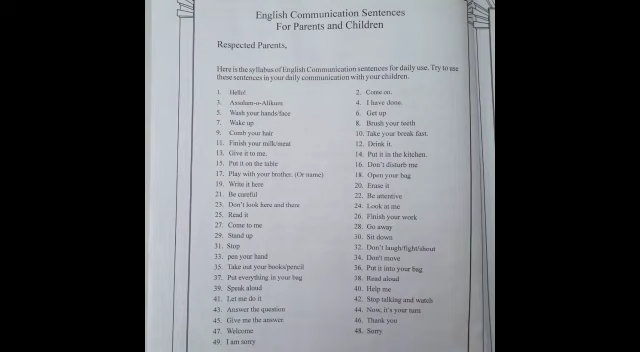 English Communication Sentences
For Parents and Children
Respected Parents,
Here is the syllabus of English Communication sentences for daily use. Try to use
these sentences in your daily communication with your children.
1. Hello! 2. Come on.
3. Assalam-o-Alikum 4. I have done.
5. Wash your hands/face 6. Get up
7. Wake up 8. Brush your teeth
9. Comb your hair 10. Take your break fast.
11. Finish your milk/meat 12. Drink it.
13. Give it to me. 14. Put it in the kitchen.
15. Put it on the table 16. Don't disturb me
17. Play with your brother. (Or name) 18. Open your bag
19. Write it here 20. Erase it
21. Be careful 22. Be attentive
23. Don't look here and there 24. Look at me
25. Read it 26. Finish your work
27. Come to me 28. Go away
29. Stand up 30. Sit down
31. Stop 32. Don't laugh/fight/shout
33. pen your hand 34. Don't move
35. Take out your books/pencil 36. Put it into your bag
37. Put everything in your bag 38. Read aloud
39. Speak aloud 40. Help me
41. Let me do it 42. Stop talking and watch
43. Answer the question 44. Now, it's your turn
45. Give me the answer. 46. Thank you
47. Welcome 48. Sorry
49. I am sorry